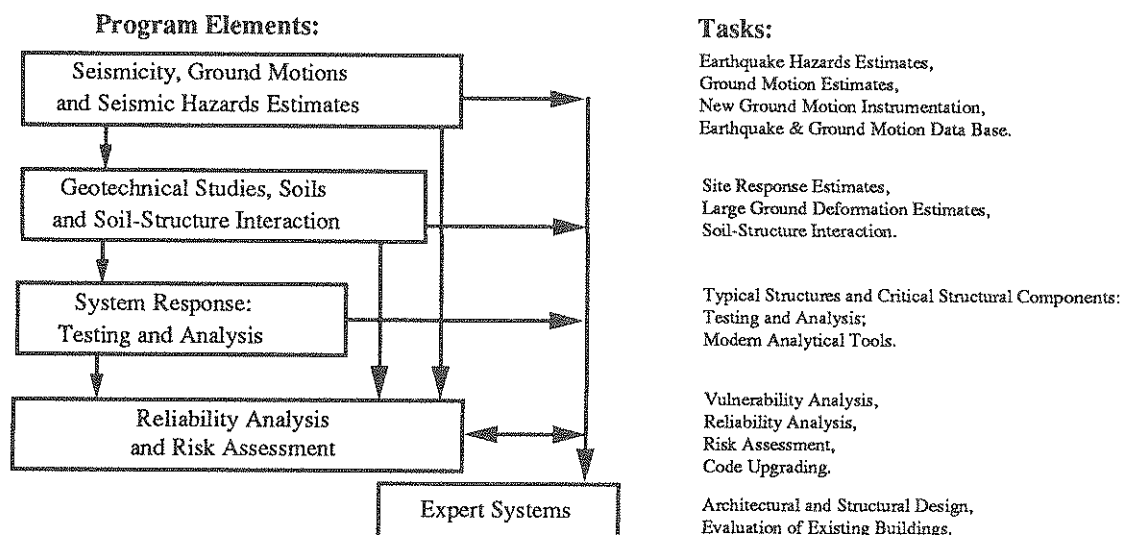 Program Elements:
Seismicity, Ground Motions
and Seismic Hazards Estimates
Geotechnical Studies, Soils
and Soil-Structure Interaction
System Response:
Testing and Analysis
Reliability Analysis
and Risk Assessment
Expert Systems
Tasks:
Earthquake Hazards Estimates,
Ground Motion Estimates,
New Ground Motion Instrumentation,
Earthquake & Ground Motion Data Base.
Site Response Estimates,
Large Ground Deformation Estimates,
Soil-Structure Interaction.
Typical Structures and Critical Structural Components:
Testing and Analysis;
Modern Analytical Tools.
Vulnerability Analysis,
Reliability Analysis,
Risk Assessment,
Code Upgrading.
Architectural and Structural Design,
Evaluation of Existing Buildings.